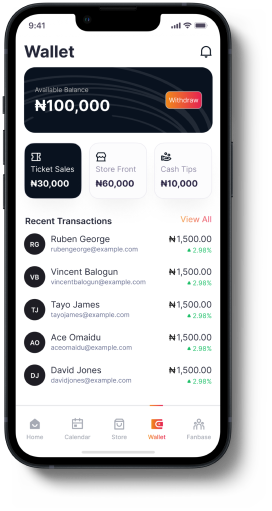 9:41
Wallet
Available Balance
₦100,000
Withdraw
Ticket Sales
₦30,000
Store Front
₦60,000
Cash Tips
₦10,000
Recent Transactions
View All
RG
Ruben George
rubengeorge@example.com
₦1,500.00
▲2.98%
VB
Vincent Balogun
vincentbalogun@example.com
₦1,500.00
▲2.98%
TJ
Tayo James
tayojames@example.com
₦1,500.00
▲2.98%
AO
Ace Omaidu
aceomaidu@example.com
₦1,500.00
▲2.98%
DJ
David Jones
davidjones@example.com
₦1,500.00
▲2.98%
Home
Calendar
Store
Wallet
Fanbase